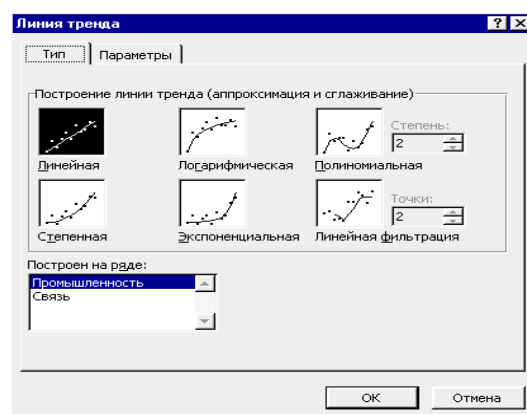 Линия тренда
Тип Параметры
Построение линии тренда (аппроксимация и сглаживание)
Степень:
2
Линейная Логарифмическая Полиномиальная
Точки:
2
Степенная Экспоненциальная Линейная фильтрация
Построен на ряде:
Промышленность
Связь
ОК Отмена